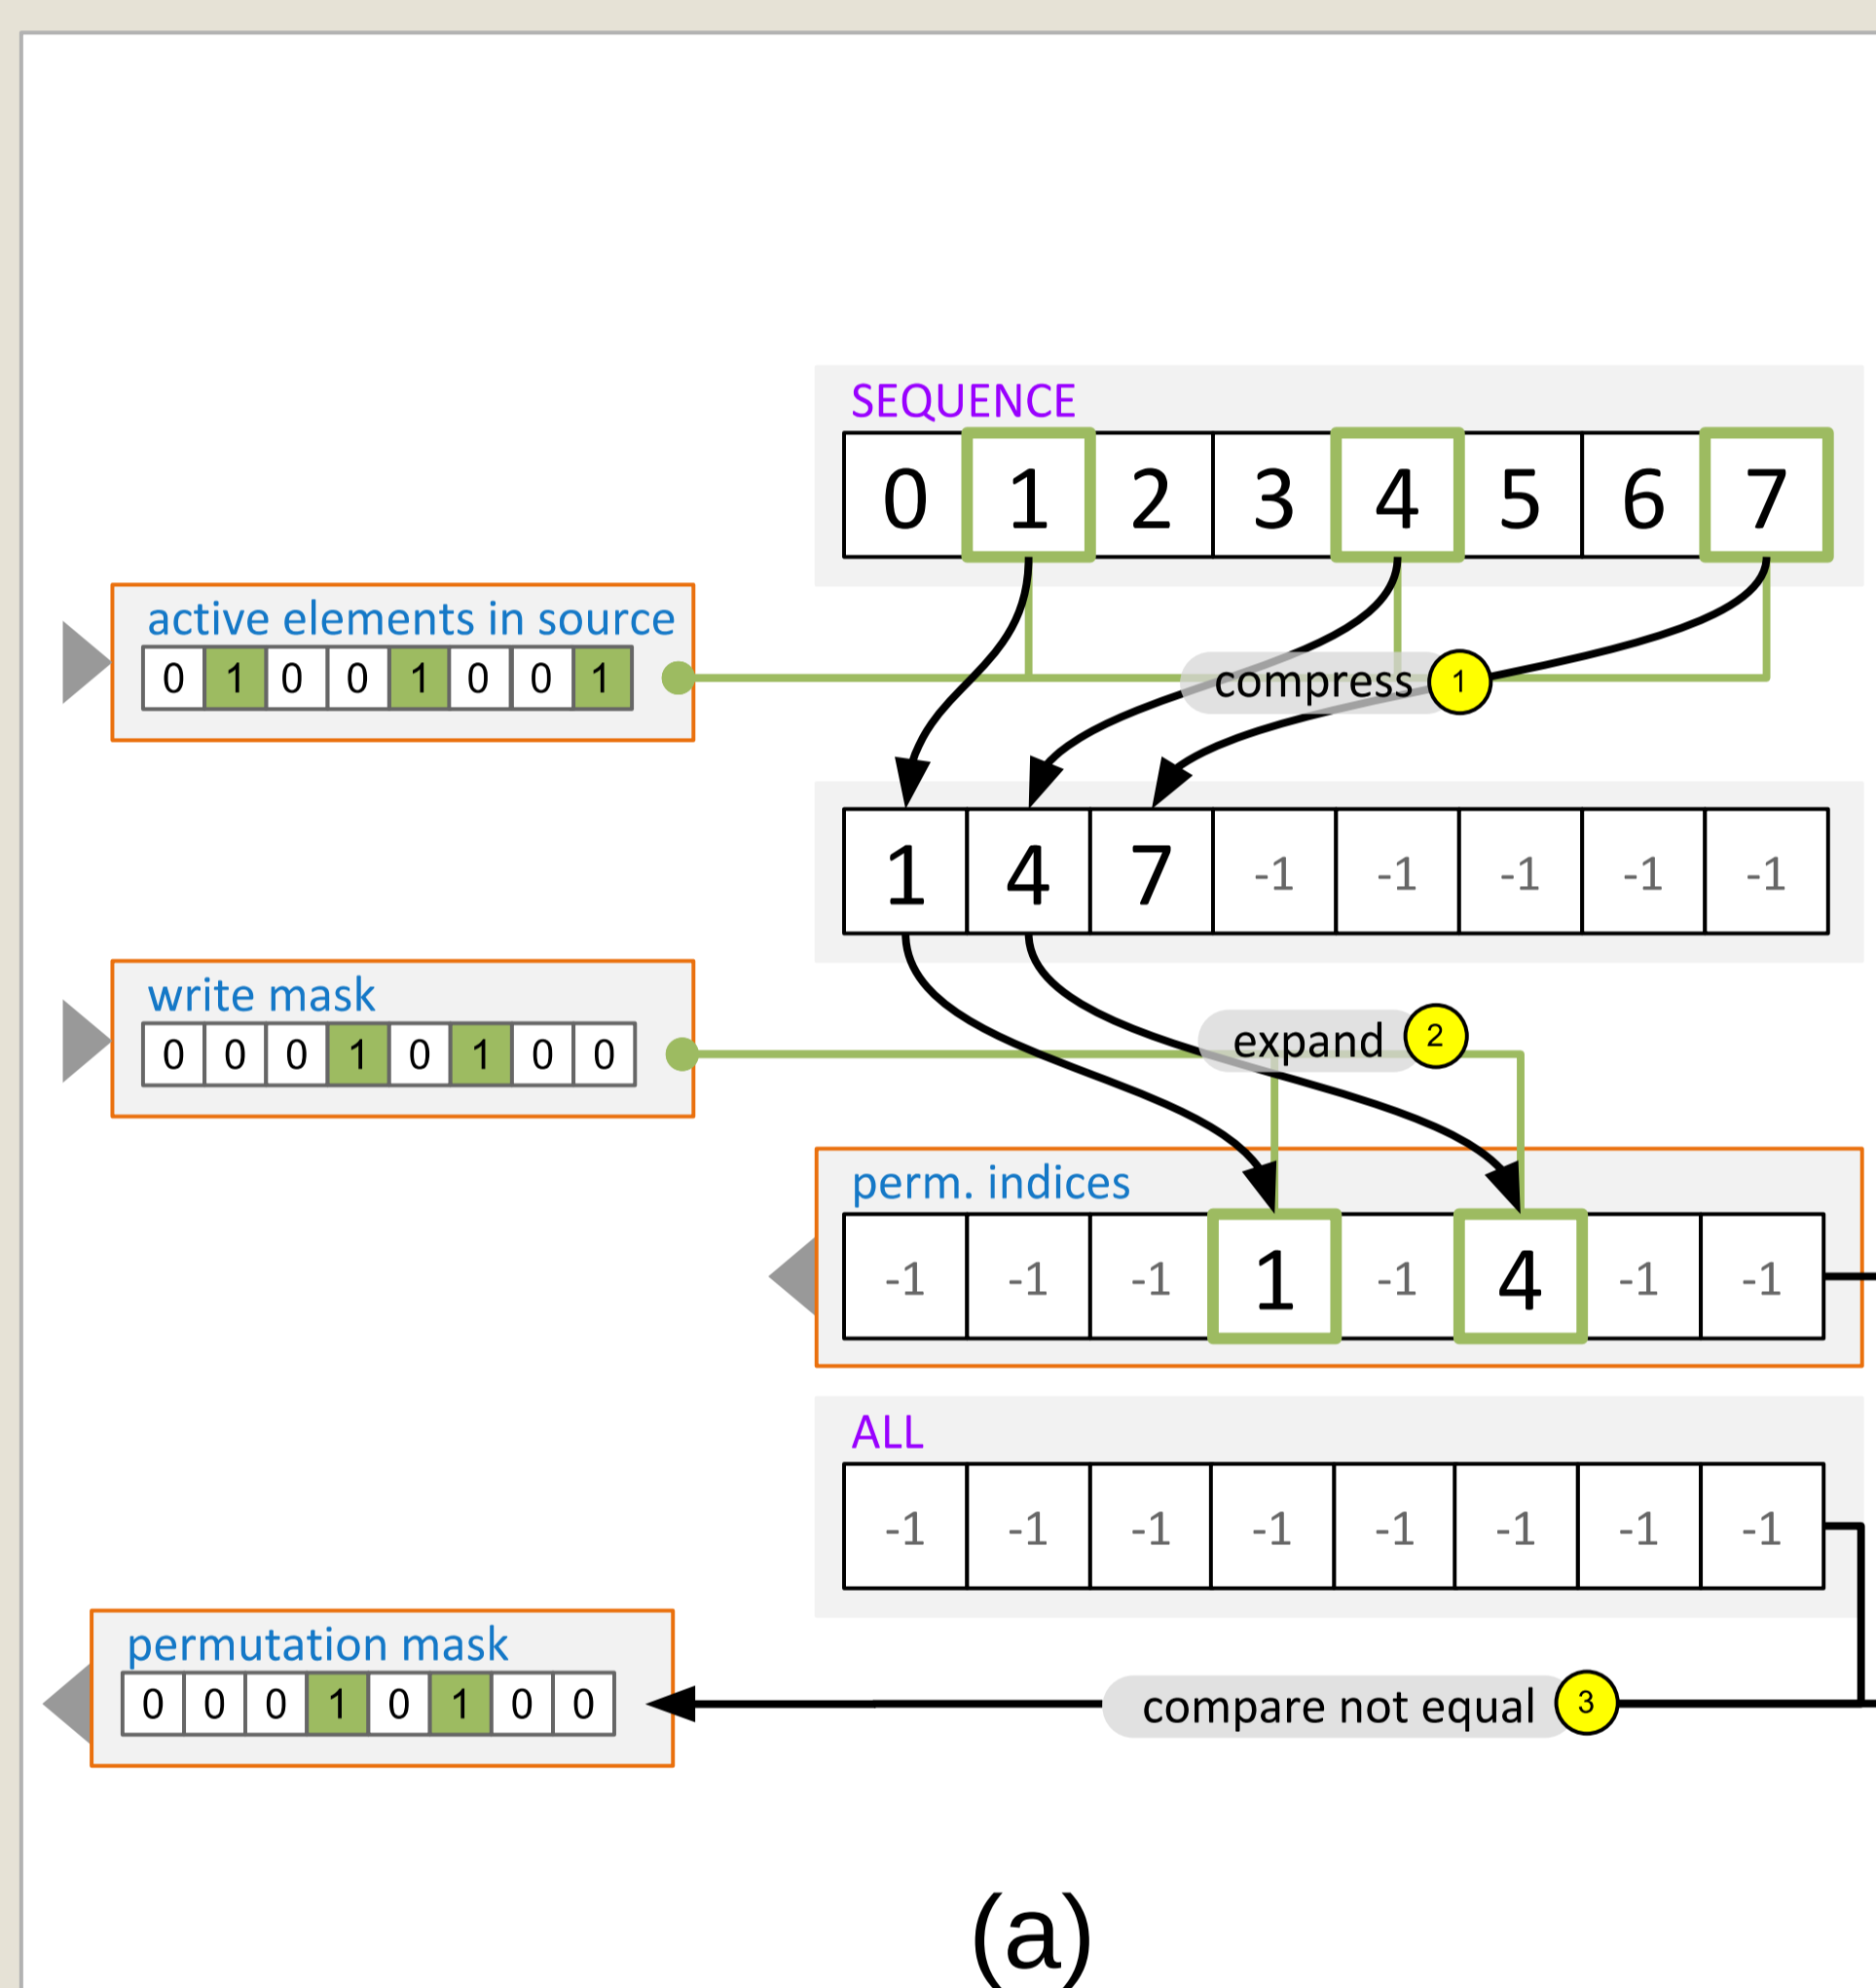 SEQUENCE
0 1 2 3 4 5 6 7
active elements in source
0 1 0 0 1 0 0 1
compress 1
1 4 7 -1 -1 -1 -1 -1
write mask
0 0 0 1 0 1 0 0
expand 2
perm. indices
-1 -1 -1 1 -1 4 -1 -1
ALL
-1 -1 -1 -1 -1 -1 -1 -1
permutation mask
0 0 0 1 0 1 0 0
compare not equal 3
(a)